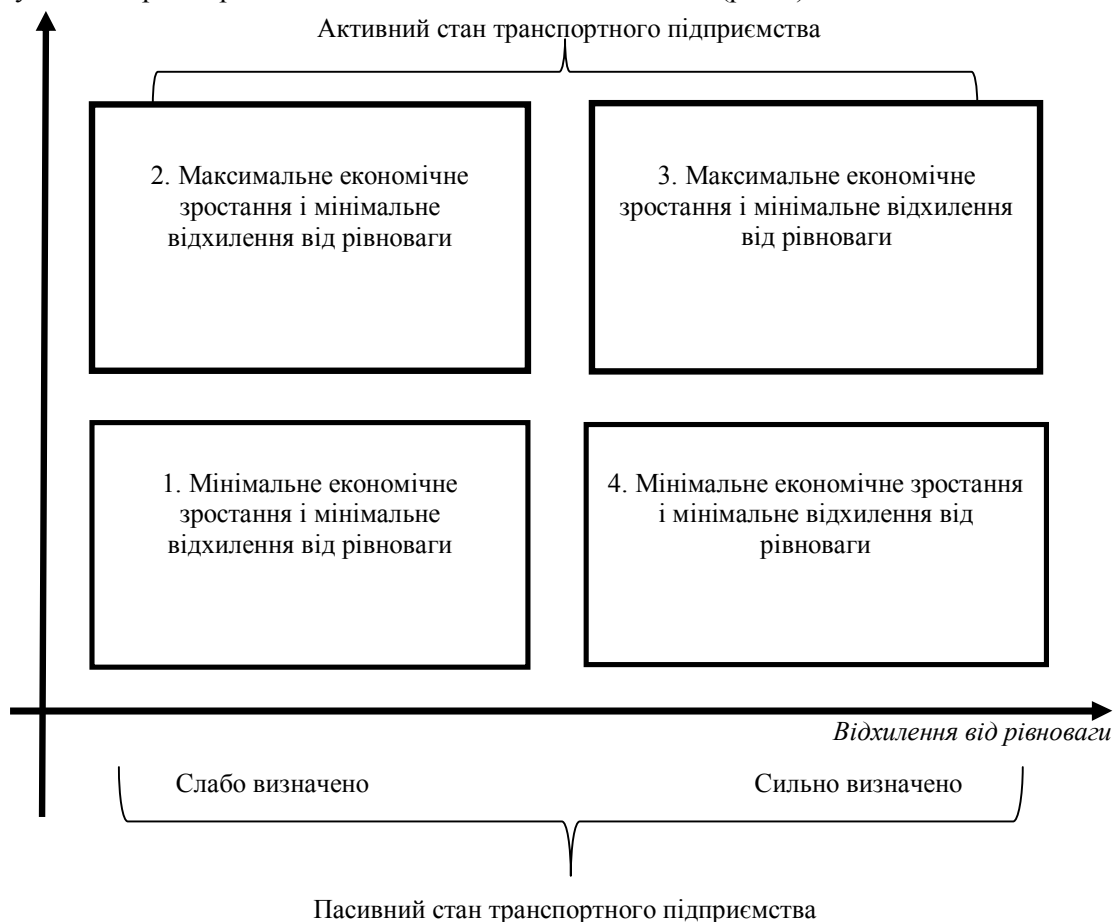 Активний стан транспортного підприємства
2. Максимальне економічне
зростання і мінімальне
відхилення від рівноваги
3. Максимальне економічне
зростання і мінімальне відхилення
від рівноваги
1. Мінімальне економічне
зростання і мінімальне
відхилення від рівноваги
4. Мінімальне економічне зростання
і мінімальне відхилення від
рівноваги
Відхилення від рівноваги
Слабо визначено
Сильно визначено
Пасивний стан транспортного підприємства